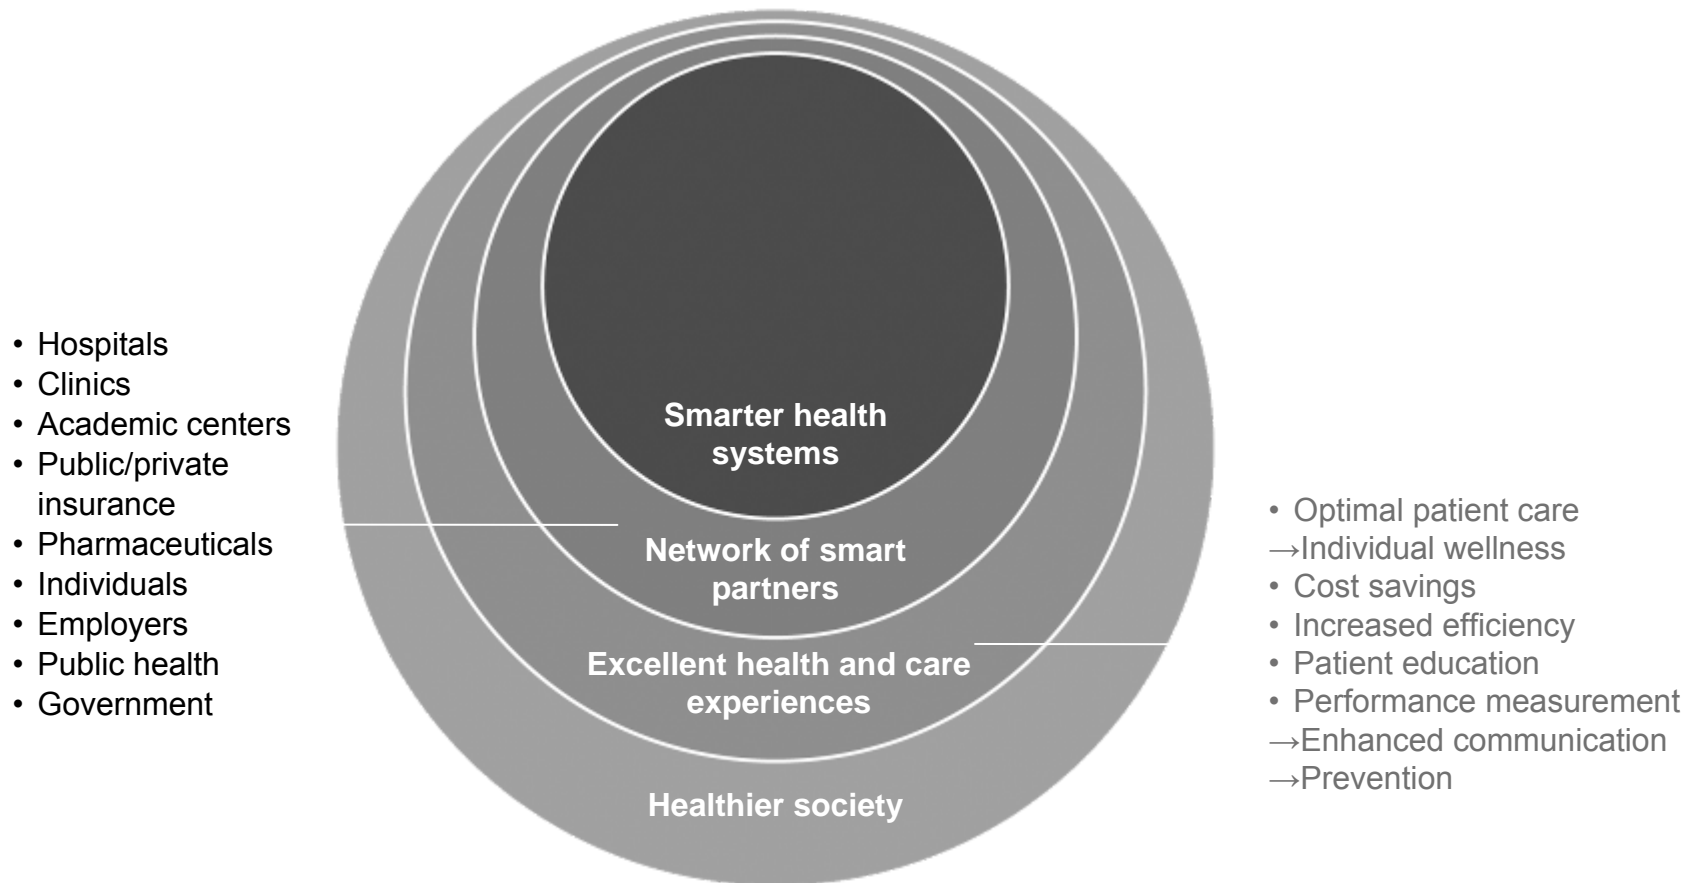 • Hospitals
• Clinics
• Academic centers
• Public/private
insurance
• Pharmaceuticals
• Individuals
• Employers
• Public health
• Government
Smarter health
systems
Network of smart
partners
Excellent health and care
experiences
Healthier society
• Optimal patient care
→Individual wellness
• Cost savings
• Increased efficiency
• Patient education
• Performance measurement
→Enhanced communication
→Prevention